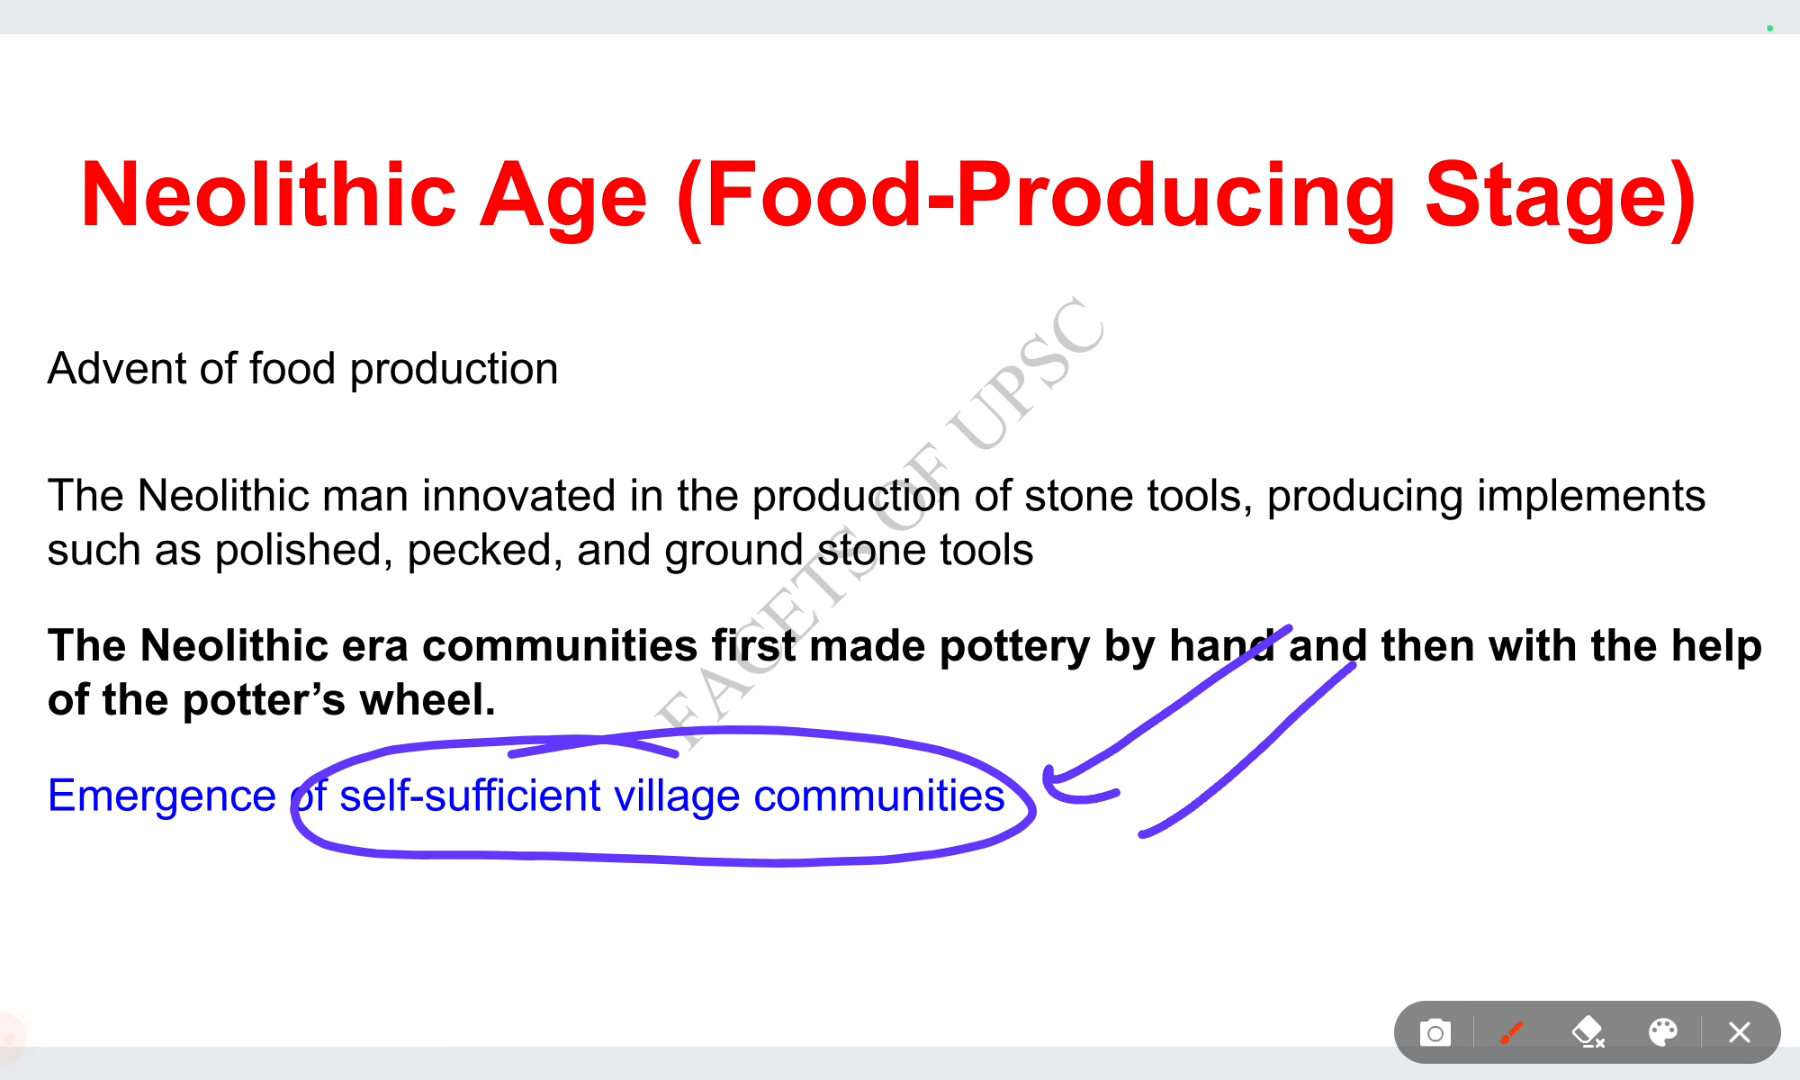 Neolithic Age (Food-Producing Stage)
Advent of food production
The Neolithic man innovated in the production of stone tools, producing implements
such as polished, pecked, and ground stone tools
The Neolithic era communities first made pottery by hand and then with the help
of the potter’s wheel.
Emergence of self-sufficient village communities
FACETS OF UPSC